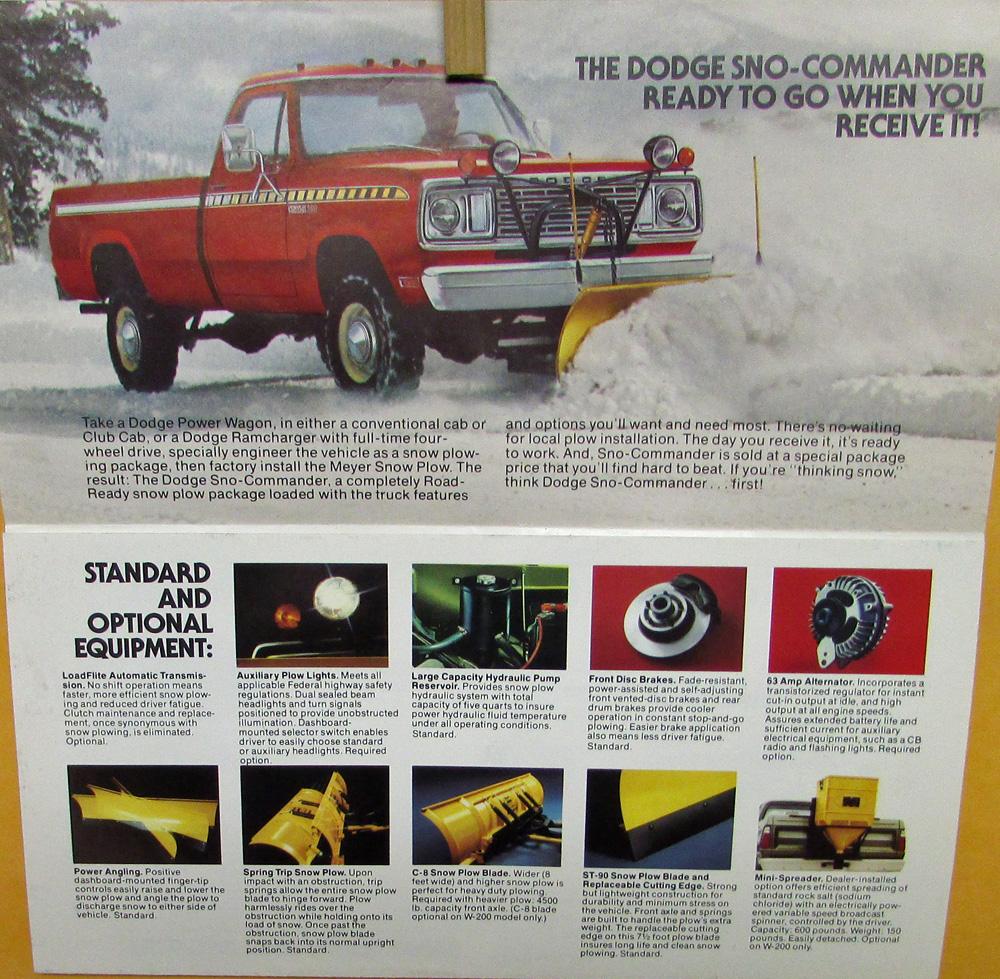 THE DODGE SNO-COMMANDER
READY TO GO WHEN YOU
RECEIVE IT!
DODGE
Take a Dodge Power Wagon, in either a conventional cab or
Club Cab, or a Dodge Ramcharger with full-time four-
wheel drive, specially engineer the vehicle as a snow plow-
ing package, then factory install the Meyer Snow Plow. The
result: The Dodge Sno-Commander, a completely Road-
Ready snow plow package loaded with the truck features
and options you'll want and need most. There's no waiting
for local plow installation. The day you receive it, it's ready
to work. And, Sno-Commander is sold at a special package
price that you'll find hard to beat. If you're "thinking snow,"
think Dodge Sno-Commander . . . first!
STANDARD
AND
OPTIONAL
EQUIPMENT:
LoadFlite Automatic Transmis-
sion. No shift operation means
faster, more efficient snow plow-
ing and reduced driver fatigue.
Clutch maintenance and replace-
ment, once synonymous with
snow plowing, is eliminated.
Optional.
Auxiliary Plow Lights. Meets all
applicable Federal highway safety
regulations. Dual sealed beam
headlights and turn signals
positioned to provide unobstructed
illumination. Dashboard-
mounted selector switch enables
driver to easily choose standard
or auxiliary headlights. Required
option.
Large Capacity Hydraulic Pump
Reservoir. Provides snow plow
hydraulic system with total
capacity of five quarts to insure
power hydraulic fluid temperature
under all operating conditions.
Standard.
Front Disc Brakes. Fade-resistant,
power-assisted and self-adjusting
front vented-disc brakes and rear
drum brakes provide cooler
operation in constant stop-and-go
plowing. Easier brake application
also means less driver fatigue.
Standard.
63 Amp Alternator. Incorporates a
transistorized regulator for instant
cut-in output at idle, and high
output at all engine speeds.
Assures extended battery life and
sufficient current for auxiliary
electrical equipment, such as a CB
radio and flashing lights. Required
option.
Power Angling. Positive
dashboard-mounted finger-tip
controls easily raise and lower the
snow plow and angle the plow to
discharge snow to either side of
vehicle. Standard.
Spring Trip Snow Plow. Upon
impact with an obstruction, trip
springs allow the entire snow plow
blade to hinge forward. Plow
harmlessly rides over the
obstruction while holding onto its
load of snow. Once past the
obstruction, snow plow blade
snaps back into its normal upright
position. Standard.
C-8 Snow Plow Blade. Wider (8
feet wide) and higher snow plow is
perfect for heavy duty plowing.
Required with heavier plow: 4500
lb. capacity front axle. (C-8 blade
optional on W-200 model only.)
ST-90 Snow Plow Blade and
Replaceable Cutting Edge. Strong
but lightweight construction for
durability and minimum stress on
the vehicle. Front axle and springs
are built to handle the plow's extra
weight. The replaceable cutting
edge on this 7½ foot plow blade
insures long life and clean snow
plowing. Standard.
Mini-Spreader. Dealer-installed
option offers efficient spreading of
standard rock salt (sodium
chloride) with an electrically pow-
ered variable speed broadcast
spinner, controlled by the driver.
Capacity: 600 pounds. Weight: 150
pounds. Easily detached. Optional
on W-200 only.